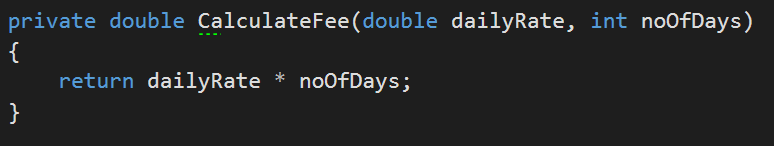 private double CalculateFee(double dailyRate, int noOfDays)
{
    return dailyRate * noOfDays;
}